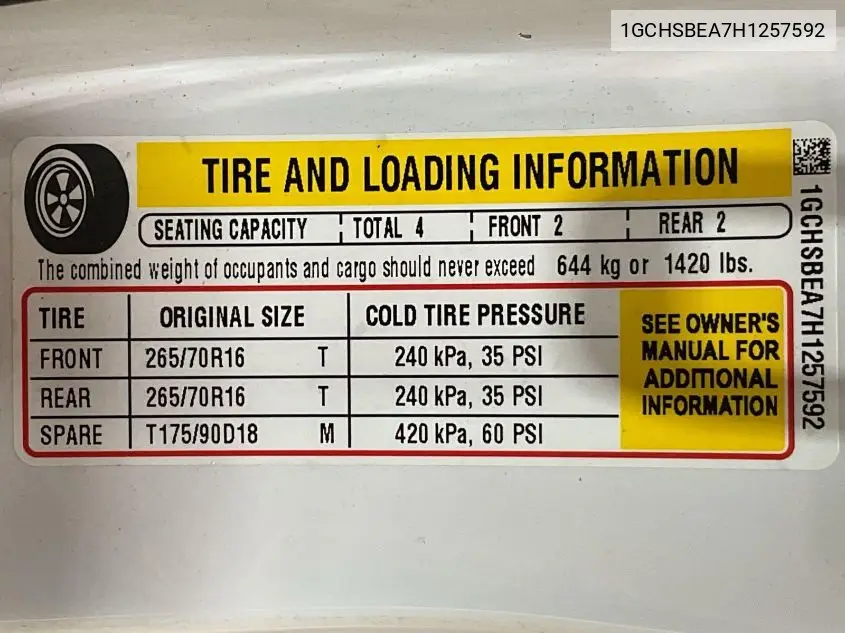 1GCHSBEA7H1257592
TIRE AND LOADING INFORMATION
SEATING CAPACITY TOTAL 4 FRONT 2 REAR 2
The combined weight of occupants and cargo should never exceed 644 kg or 1420 lbs.
TIRE ORIGINAL SIZE COLD TIRE PRESSURE
FRONT 265/70R16 T 240 kPa, 35 PSI
REAR 265/70R16 T 240 kPa, 35 PSI
SPARE T175/90D18 M 420 kPa, 60 PSI
SEE OWNER'S
MANUAL FOR
ADDITIONAL
INFORMATION
1GCHSBEA7H1257592